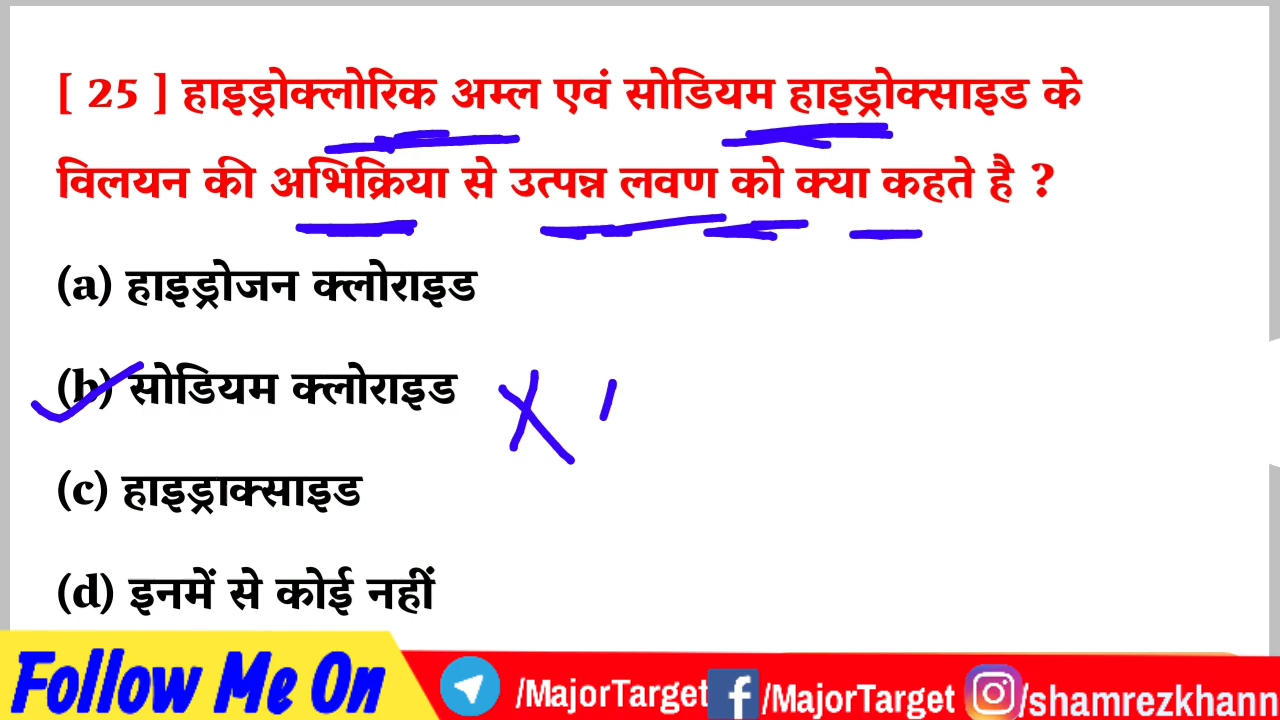 [ 25 ] हाइड्रोक्लोरिक अम्ल एवं सोडियम हाइड्रोक्साइड के
विलयन की अभिक्रिया से उत्पन्न लवण को क्या कहते है ?
(a) हाइड्रोजन क्लोराइड
(b) सोडियम क्लोराइड
(c) हाइड्राक्साइड
(d) इनमें से कोई नहीं
Follow Me On /MajorTarget /MajorTarget /shamrezkhann